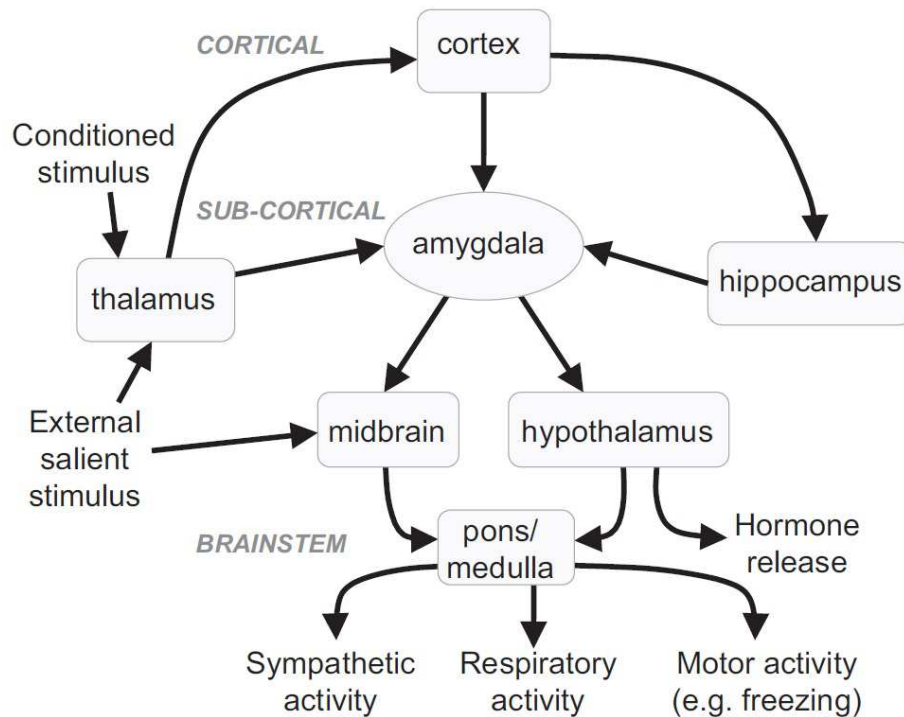 CORTICAL
cortex
Conditioned
stimulus
SUB-CORTICAL
amygdala
thalamus
hippocampus
External
salient
stimulus
midbrain
hypothalamus
BRAINSTEM
pons/
medulla
Hormone
release
Sympathetic
activity
Respiratory
activity
Motor activity
(e.g. freezing)